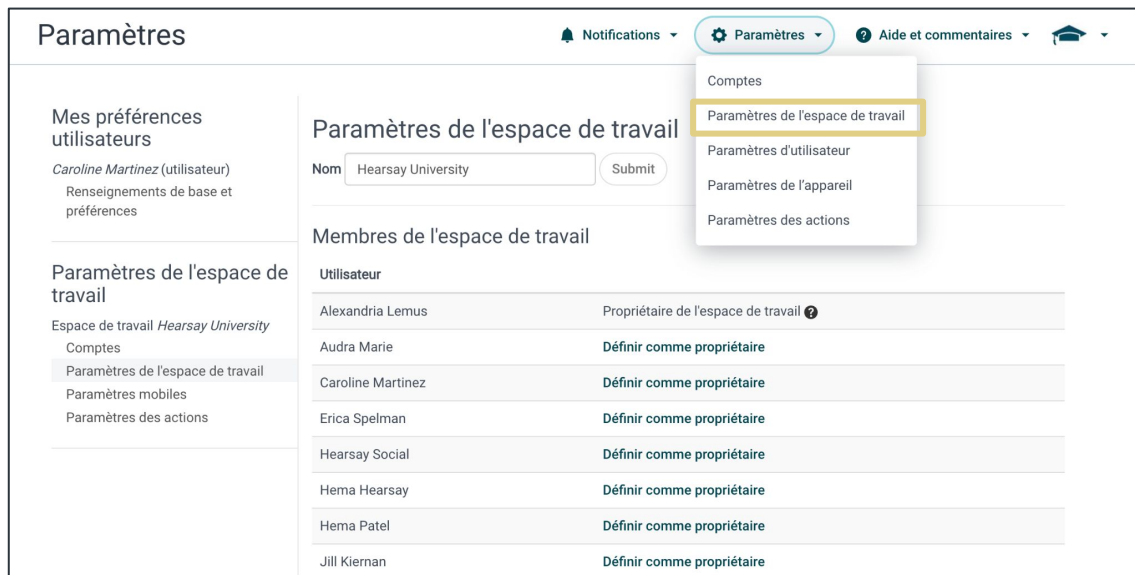 Paramètres
Notifications
Paramètres
Aide et commentaires
Comptes
Paramètres de l'espace de travail
Paramètres d'utilisateur
Paramètres de l'appareil
Paramètres des actions
Mes préférences
utilisateurs
Caroline Martinez (utilisateur)
Renseignements de base et
préférences
Paramètres de l'espace de
travail
Espace de travail Hearsay University
Comptes
Paramètres de l'espace de travail
Paramètres mobiles
Paramètres des actions
Paramètres de l'espace de travail
Nom Hearsay University Submit
Membres de l'espace de travail
Utilisateur
Alexandria Lemus Propriétaire de l'espace de travail
Audra Marie Définir comme propriétaire
Caroline Martinez Définir comme propriétaire
Erica Spelman Définir comme propriétaire
Hearsay Social Définir comme propriétaire
Hema Hearsay Définir comme propriétaire
Hema Patel Définir comme propriétaire
Jill Kiernan Définir comme propriétaire